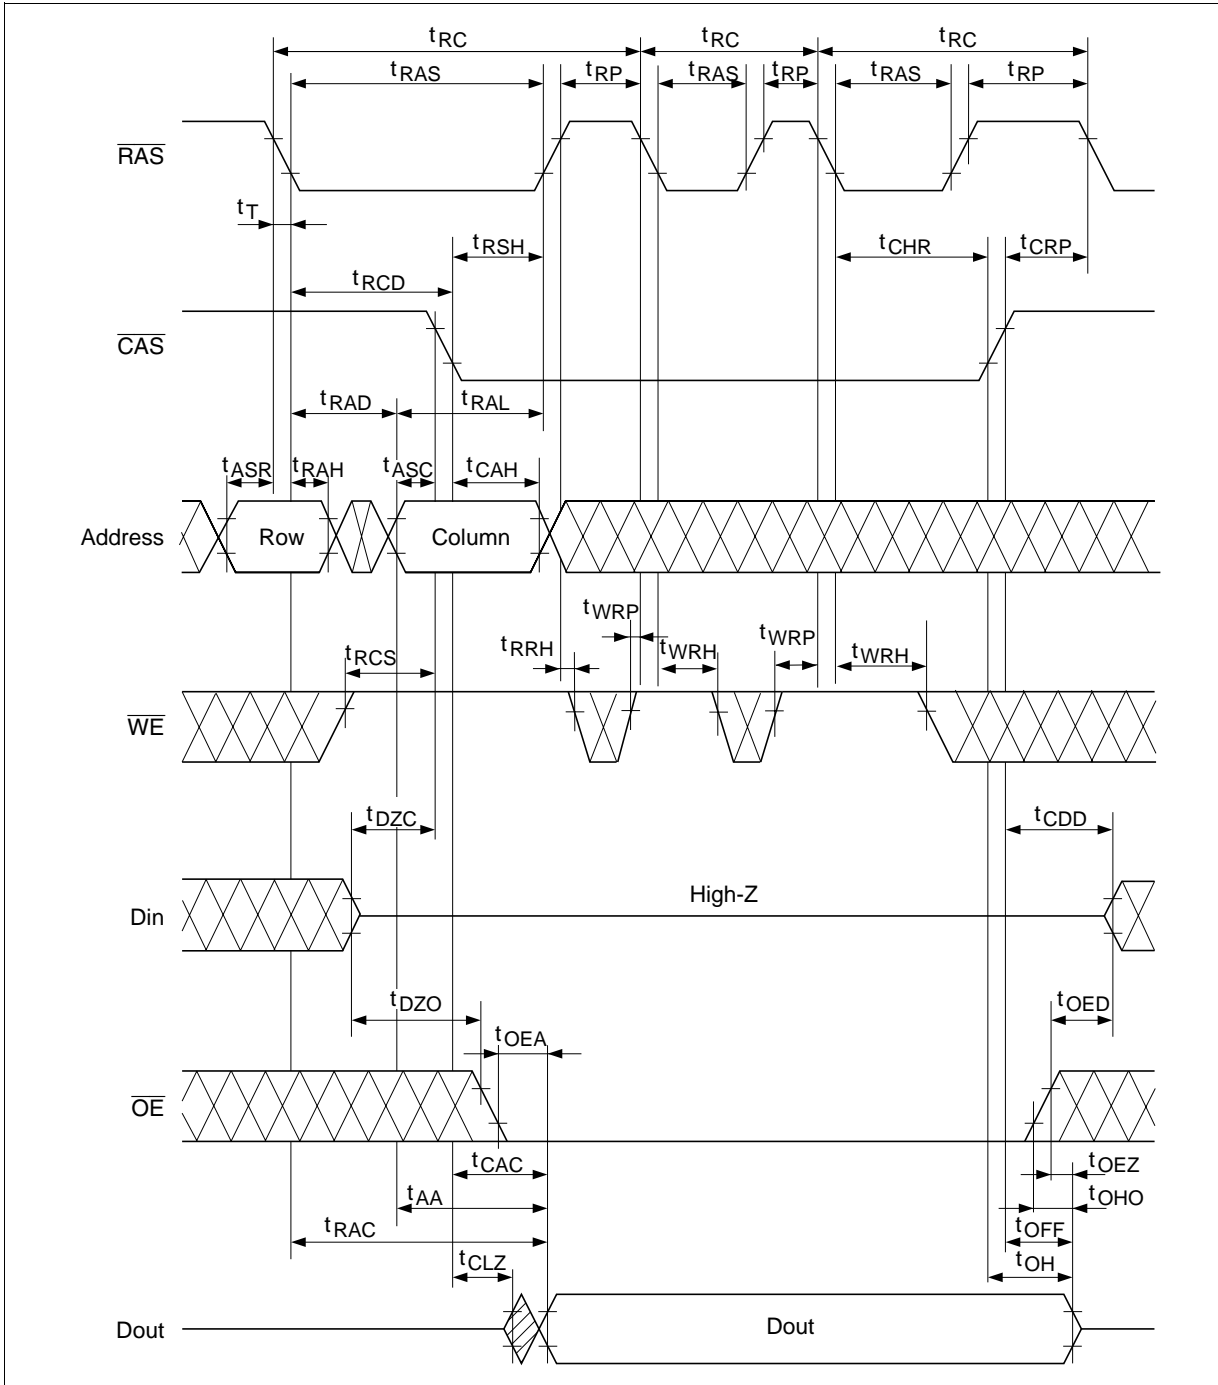 tRC tRC tRC
tRAS tRP tRAS tRP tRAS tRP
RAS
tT
tRSH tCHR tCRP
tRCD
CAS
tRAD tRAL
tASR tRAH tASC tCAH
Address Row Column
tWRP
tRRH tWRH tWRP tWRH
tRCS
WE
tDZC tCDD
High-Z
Din
tDZO tOED
tOEA
OE
tCAC tOEZ
tAA tOHO
tRAC tOFF
tCLZ tOH
Dout Dout